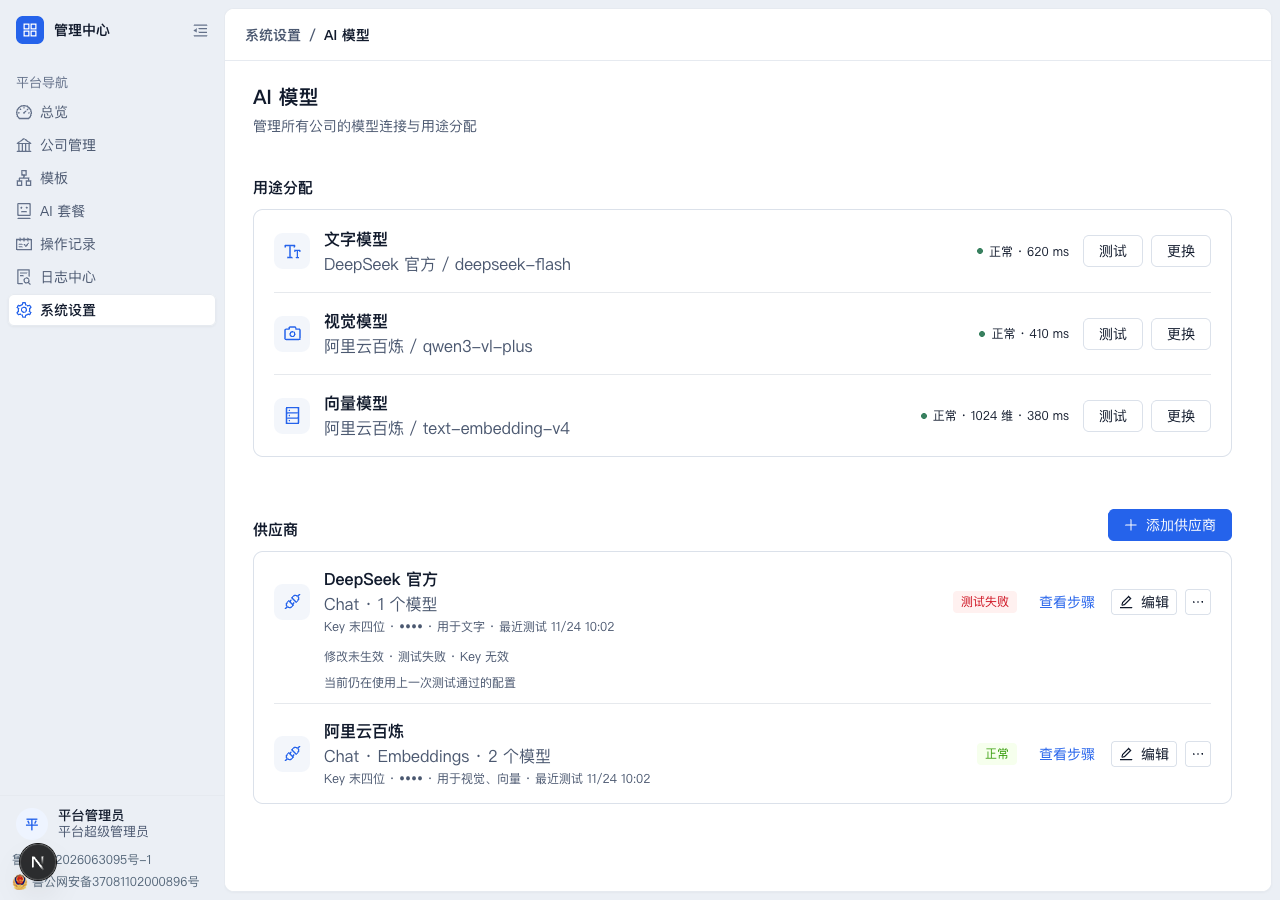 管理中心
平台导航
总览
公司管理
模板
AI 套餐
操作记录
日志中心
系统设置
平
平台管理员
平台超级管理员
2026063095号-1
N
鲁公网安备37081102000896号
系统设置 / AI 模型
AI 模型
管理所有公司的模型连接与用途分配
用途分配
文字模型
DeepSeek 官方 / deepseek-flash
正常 · 620 ms 测试 更换
视觉模型
阿里云百炼 / qwen3-vl-plus
正常 · 410 ms 测试 更换
向量模型
阿里云百炼 / text-embedding-v4
正常 · 1024 维 · 380 ms 测试 更换
供应商
添加供应商
DeepSeek 官方
Chat · 1 个模型
Key 末四位 · •••• · 用于文字 · 最近测试 11/24 10:02
修改未生效 · 测试失败 · Key 无效
当前仍在使用上一次测试通过的配置
测试失败 查看步骤 编辑 ···
阿里云百炼
Chat · Embeddings · 2 个模型
Key 末四位 · •••• · 用于视觉、向量 · 最近测试 11/24 10:02
正常 查看步骤 编辑 ···